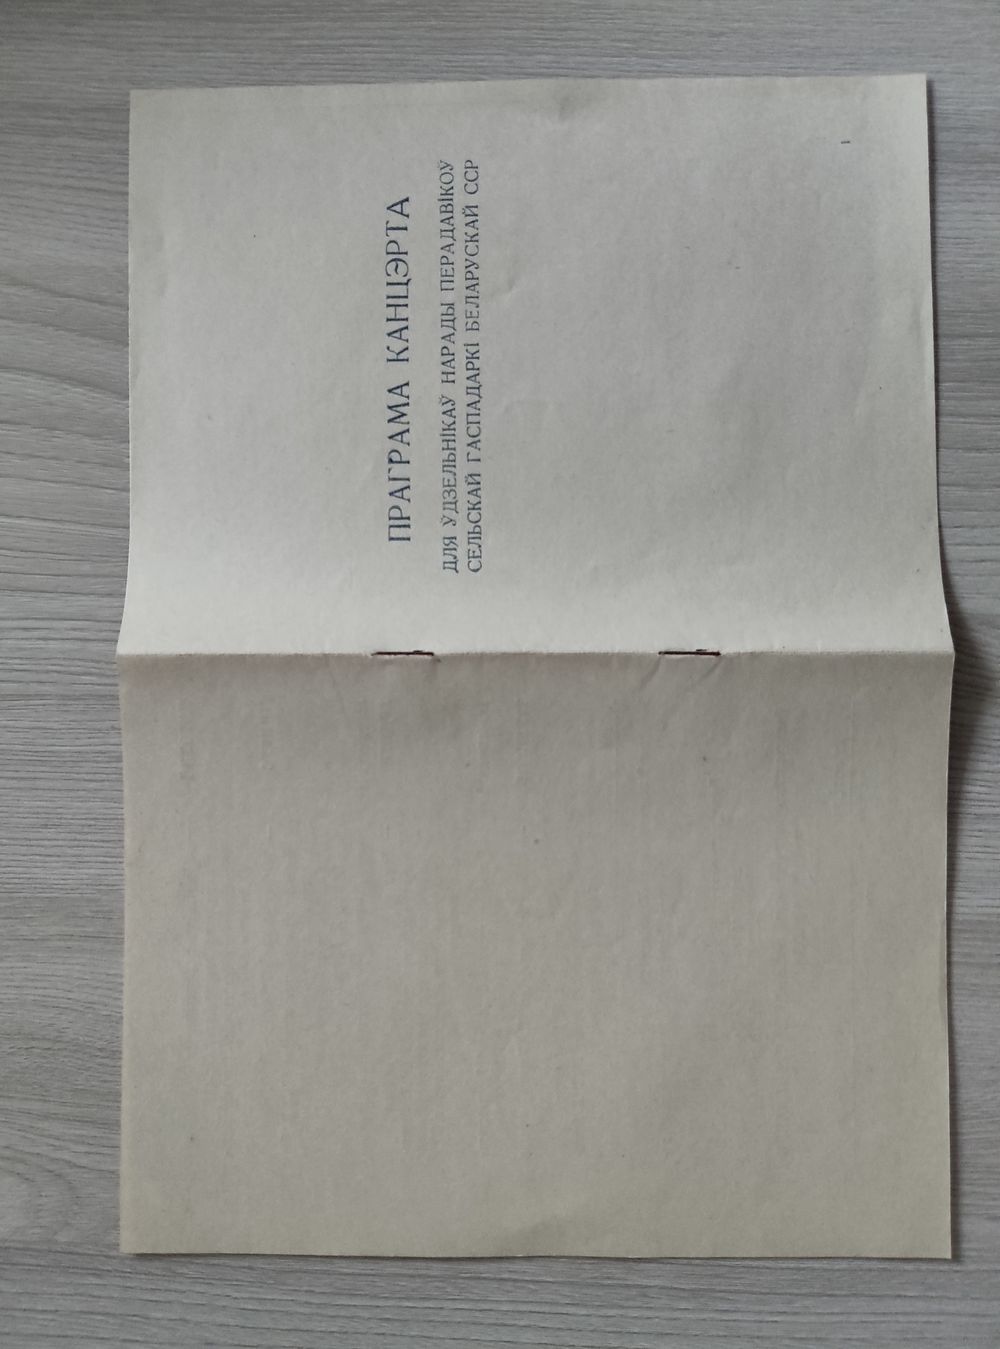 ПРАГРАМА КАНЦЭРТА
ДЛЯ ЎДЗЕЛЬНІКАЎ НАРАДЫ ПЕРАДАВІКОЎ
СЕЛЬСКАЙ ГАСПАДАРКІ БЕЛАРУСКАЙ ССР